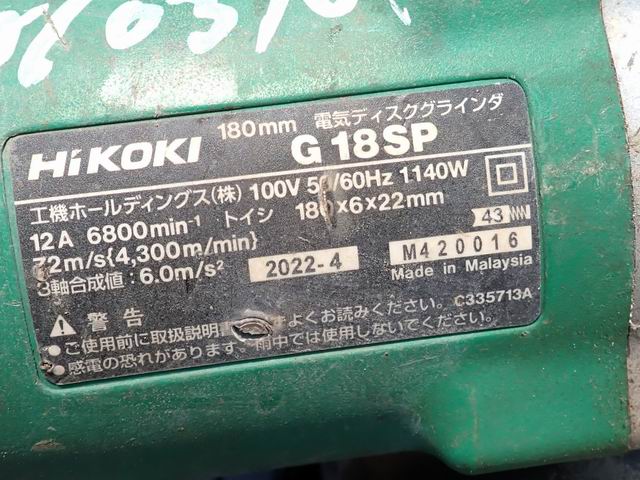 180mm 電気ディスクグラインダ
HiKOKI G 18SP
工機ホールディングス(株) 100V 50/60Hz 1140W
12A 6800min⁻¹ トイシ 180×6×22mm
72m/s{4,300m/min} 43
3軸合成値: 6.0m/s² 2022-4 M420016
Made in Malaysia
警告 C335713A
●ご使用前に取扱説明書をよくお読みください。
●感電の恐れがあります。雨中では使用しないでください。